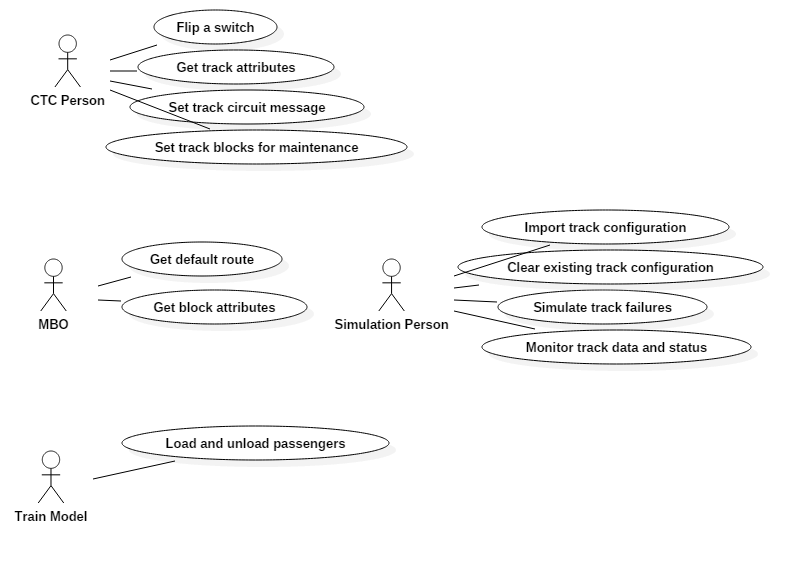 Flip a switch
Get track attributes
CTC Person
Set track circuit message
Set track blocks for maintenance
Get default route
MBO
Get block attributes
Import track configuration
Clear existing track configuration
Simulation Person
Simulate track failures
Monitor track data and status
Load and unload passengers
Train Model